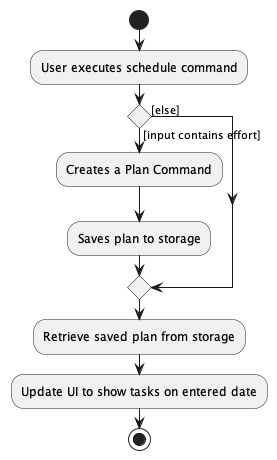 User executes schedule command
[else]
[input contains effort]
Creates a Plan Command
Saves plan to storage
Retrieve saved plan from storage
Update UI to show tasks on entered date